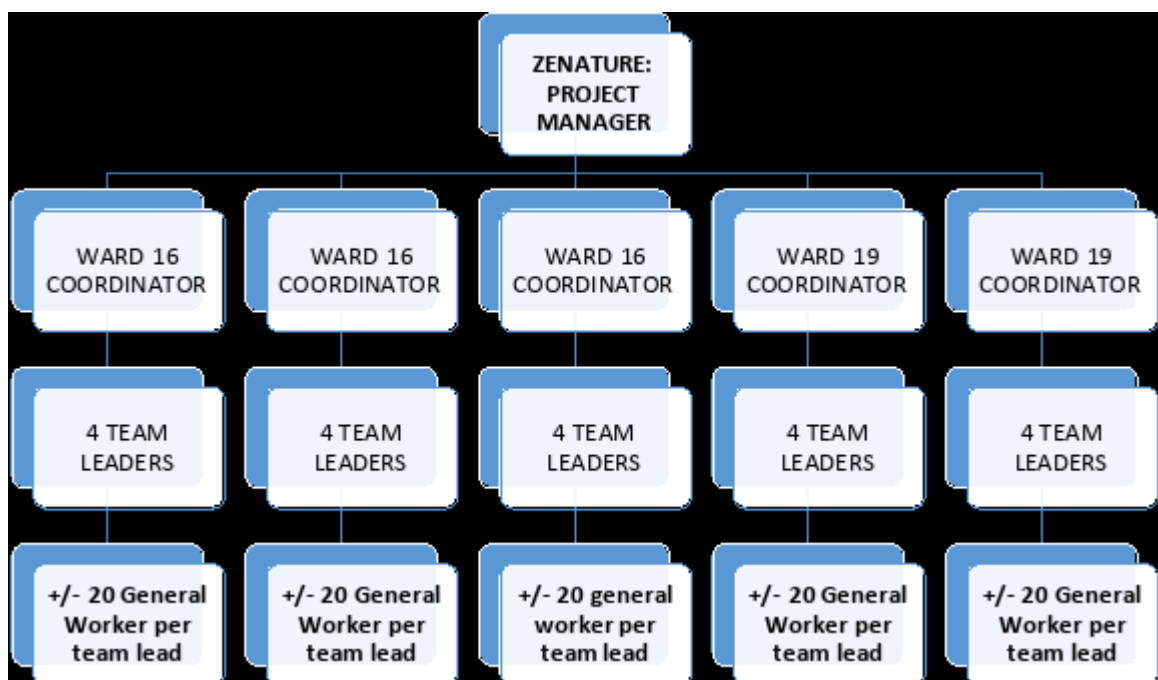 ZENATURE:
PROJECT
MANAGER
WARD 16
COORDINATOR
WARD 16
COORDINATOR
WARD 16
COORDINATOR
WARD 19
COORDINATOR
WARD 19
COORDINATOR
4 TEAM
LEADERS
4 TEAM
LEADERS
4 TEAM
LEADERS
4 TEAM
LEADERS
4 TEAM
LEADERS
+/- 20 General
Worker per
team lead
+/- 20 General
Worker per
team lead
+/- 20 general
worker per
team lead
+/- 20 General
Worker per
team lead
+/- 20 General
Worker per
team lead